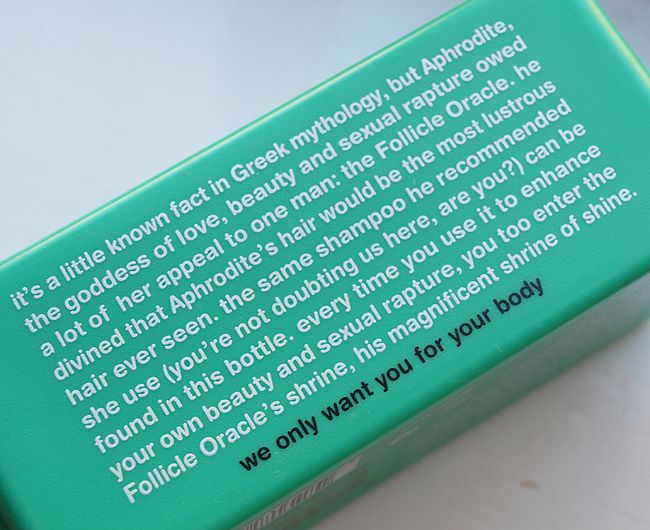 it's a little known fact in Greek mythology, but Aphrodite,
the goddess of love, beauty and sexual rapture owed
a lot of her appeal to one man: the Follicle Oracle. he
divined that Aphrodite's hair would be the most lustrous
hair ever seen. the same shampoo he recommended
she use (you're not doubting us here, are you?) can be
found in this bottle. every time you use it to enhance
your own beauty and sexual rapture, you too enter the
Follicle Oracle's shrine, his magnificent shrine of shine.
we only want you for your body